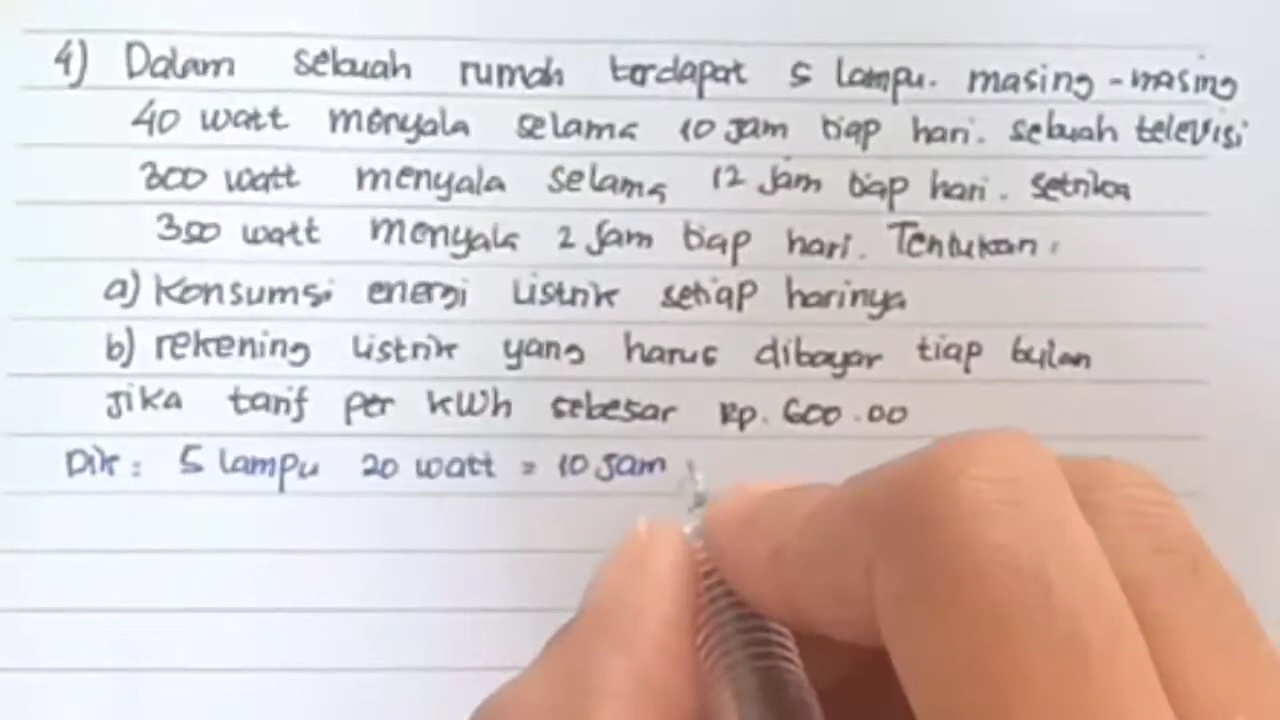 4) Dalam sebuah rumah terdapat 5 lampu. masing-masing
40 watt menyala selama 10 jam tiap hari. sebuah televisi
300 watt menyala selama 12 jam tiap hari. Setrika
350 watt menyala 2 jam tiap hari. Tentukan:
a) Konsumsi energi listrik setiap harinya
b) rekening listrik yang harus dibayar tiap bulan
jika tarif per kWh sebesar Rp. 600.00
Dik: 5 lampu 20 watt = 10 jam